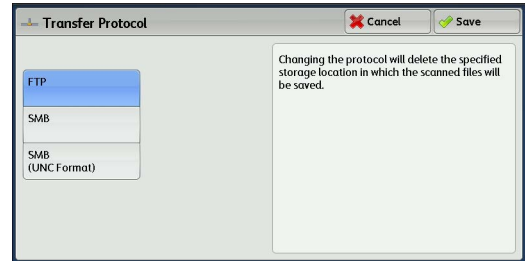 Transfer Protocol
Cancel
Save
FTP
SMB
SMB
(UNC Format)
Changing the protocol will delete the specified
storage location in which the scanned files will
be saved.